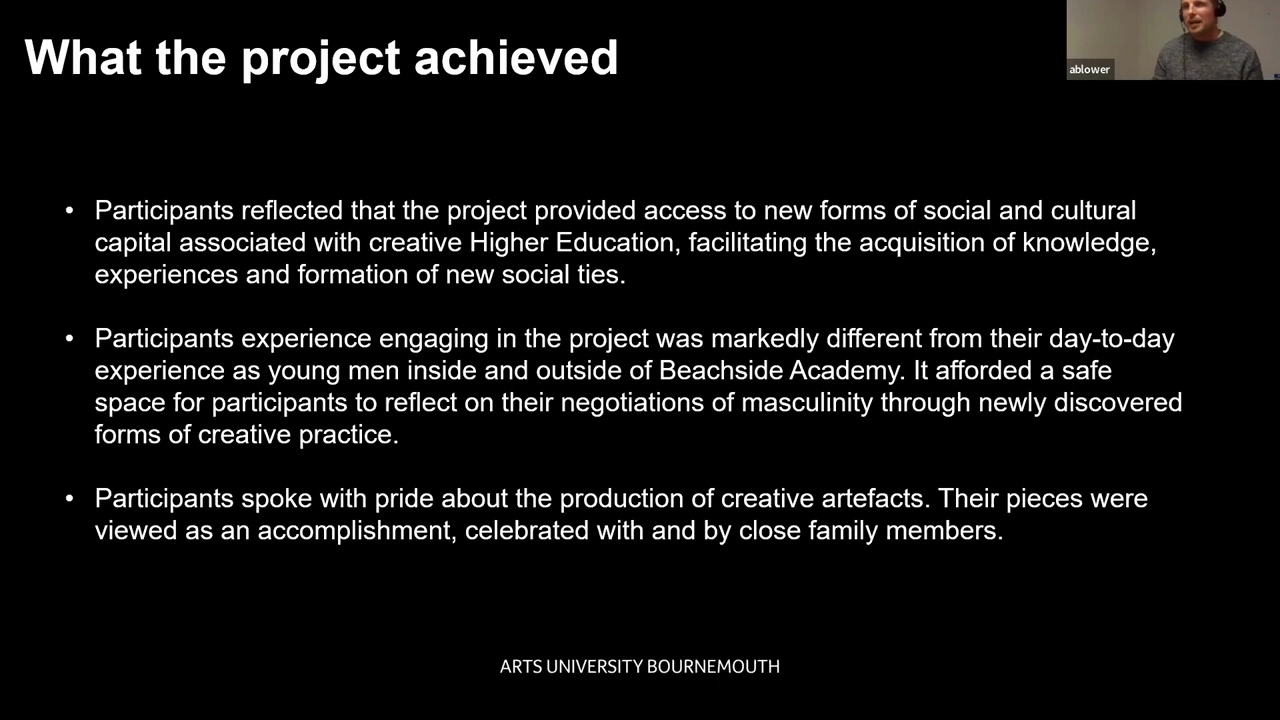 What the project achieved
ablower
• Participants reflected that the project provided access to new forms of social and cultural
capital associated with creative Higher Education, facilitating the acquisition of knowledge,
experiences and formation of new social ties.
• Participants experience engaging in the project was markedly different from their day-to-day
experience as young men inside and outside of Beachside Academy. It afforded a safe
space for participants to reflect on their negotiations of masculinity through newly discovered
forms of creative practice.
• Participants spoke with pride about the production of creative artefacts. Their pieces were
viewed as an accomplishment, celebrated with and by close family members.
ARTS UNIVERSITY BOURNEMOUTH